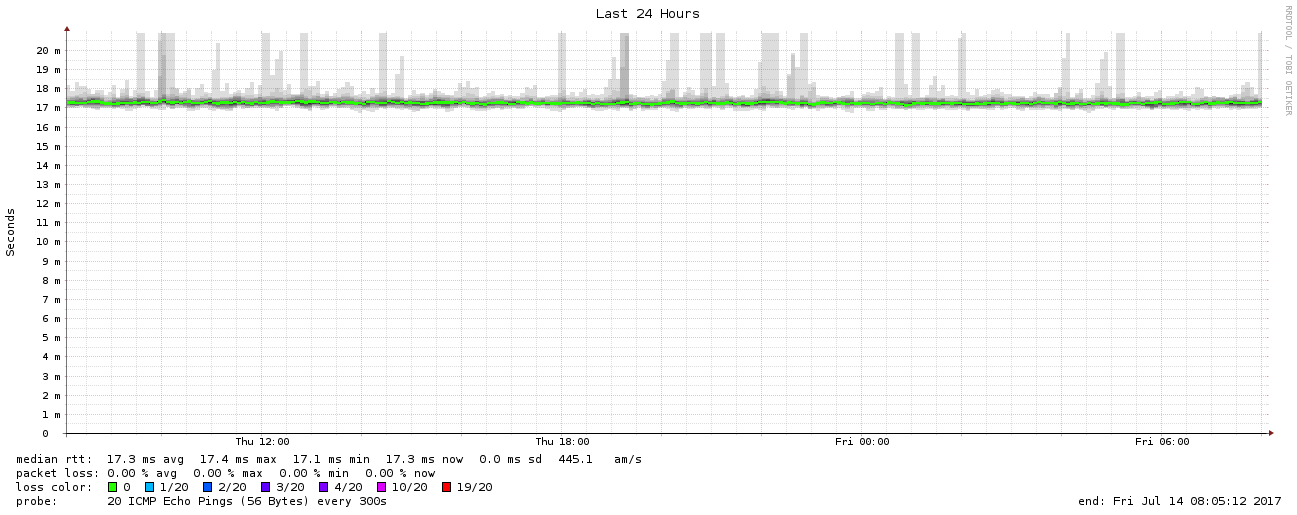 Last 24 Hours
RRDTOOL / TOBI OETIKER
Seconds
20 m
19 m
18 m
17 m
16 m
15 m
14 m
13 m
12 m
11 m
10 m
9 m
8 m
7 m
6 m
5 m
4 m
3 m
2 m
1 m
0
Thu 12:00 Thu 18:00 Fri 00:00 Fri 06:00
median rtt: 17.3 ms avg 17.4 ms max 17.1 ms min 17.3 ms now 0.0 ms sd 445.1 am/s
packet loss: 0.00 % avg 0.00 % max 0.00 % min 0.00 % now
loss color: 0 1/20 2/20 3/20 4/20 10/20 19/20
probe: 20 ICMP Echo Pings (56 Bytes) every 300s end: Fri Jul 14 08:05:12 2017